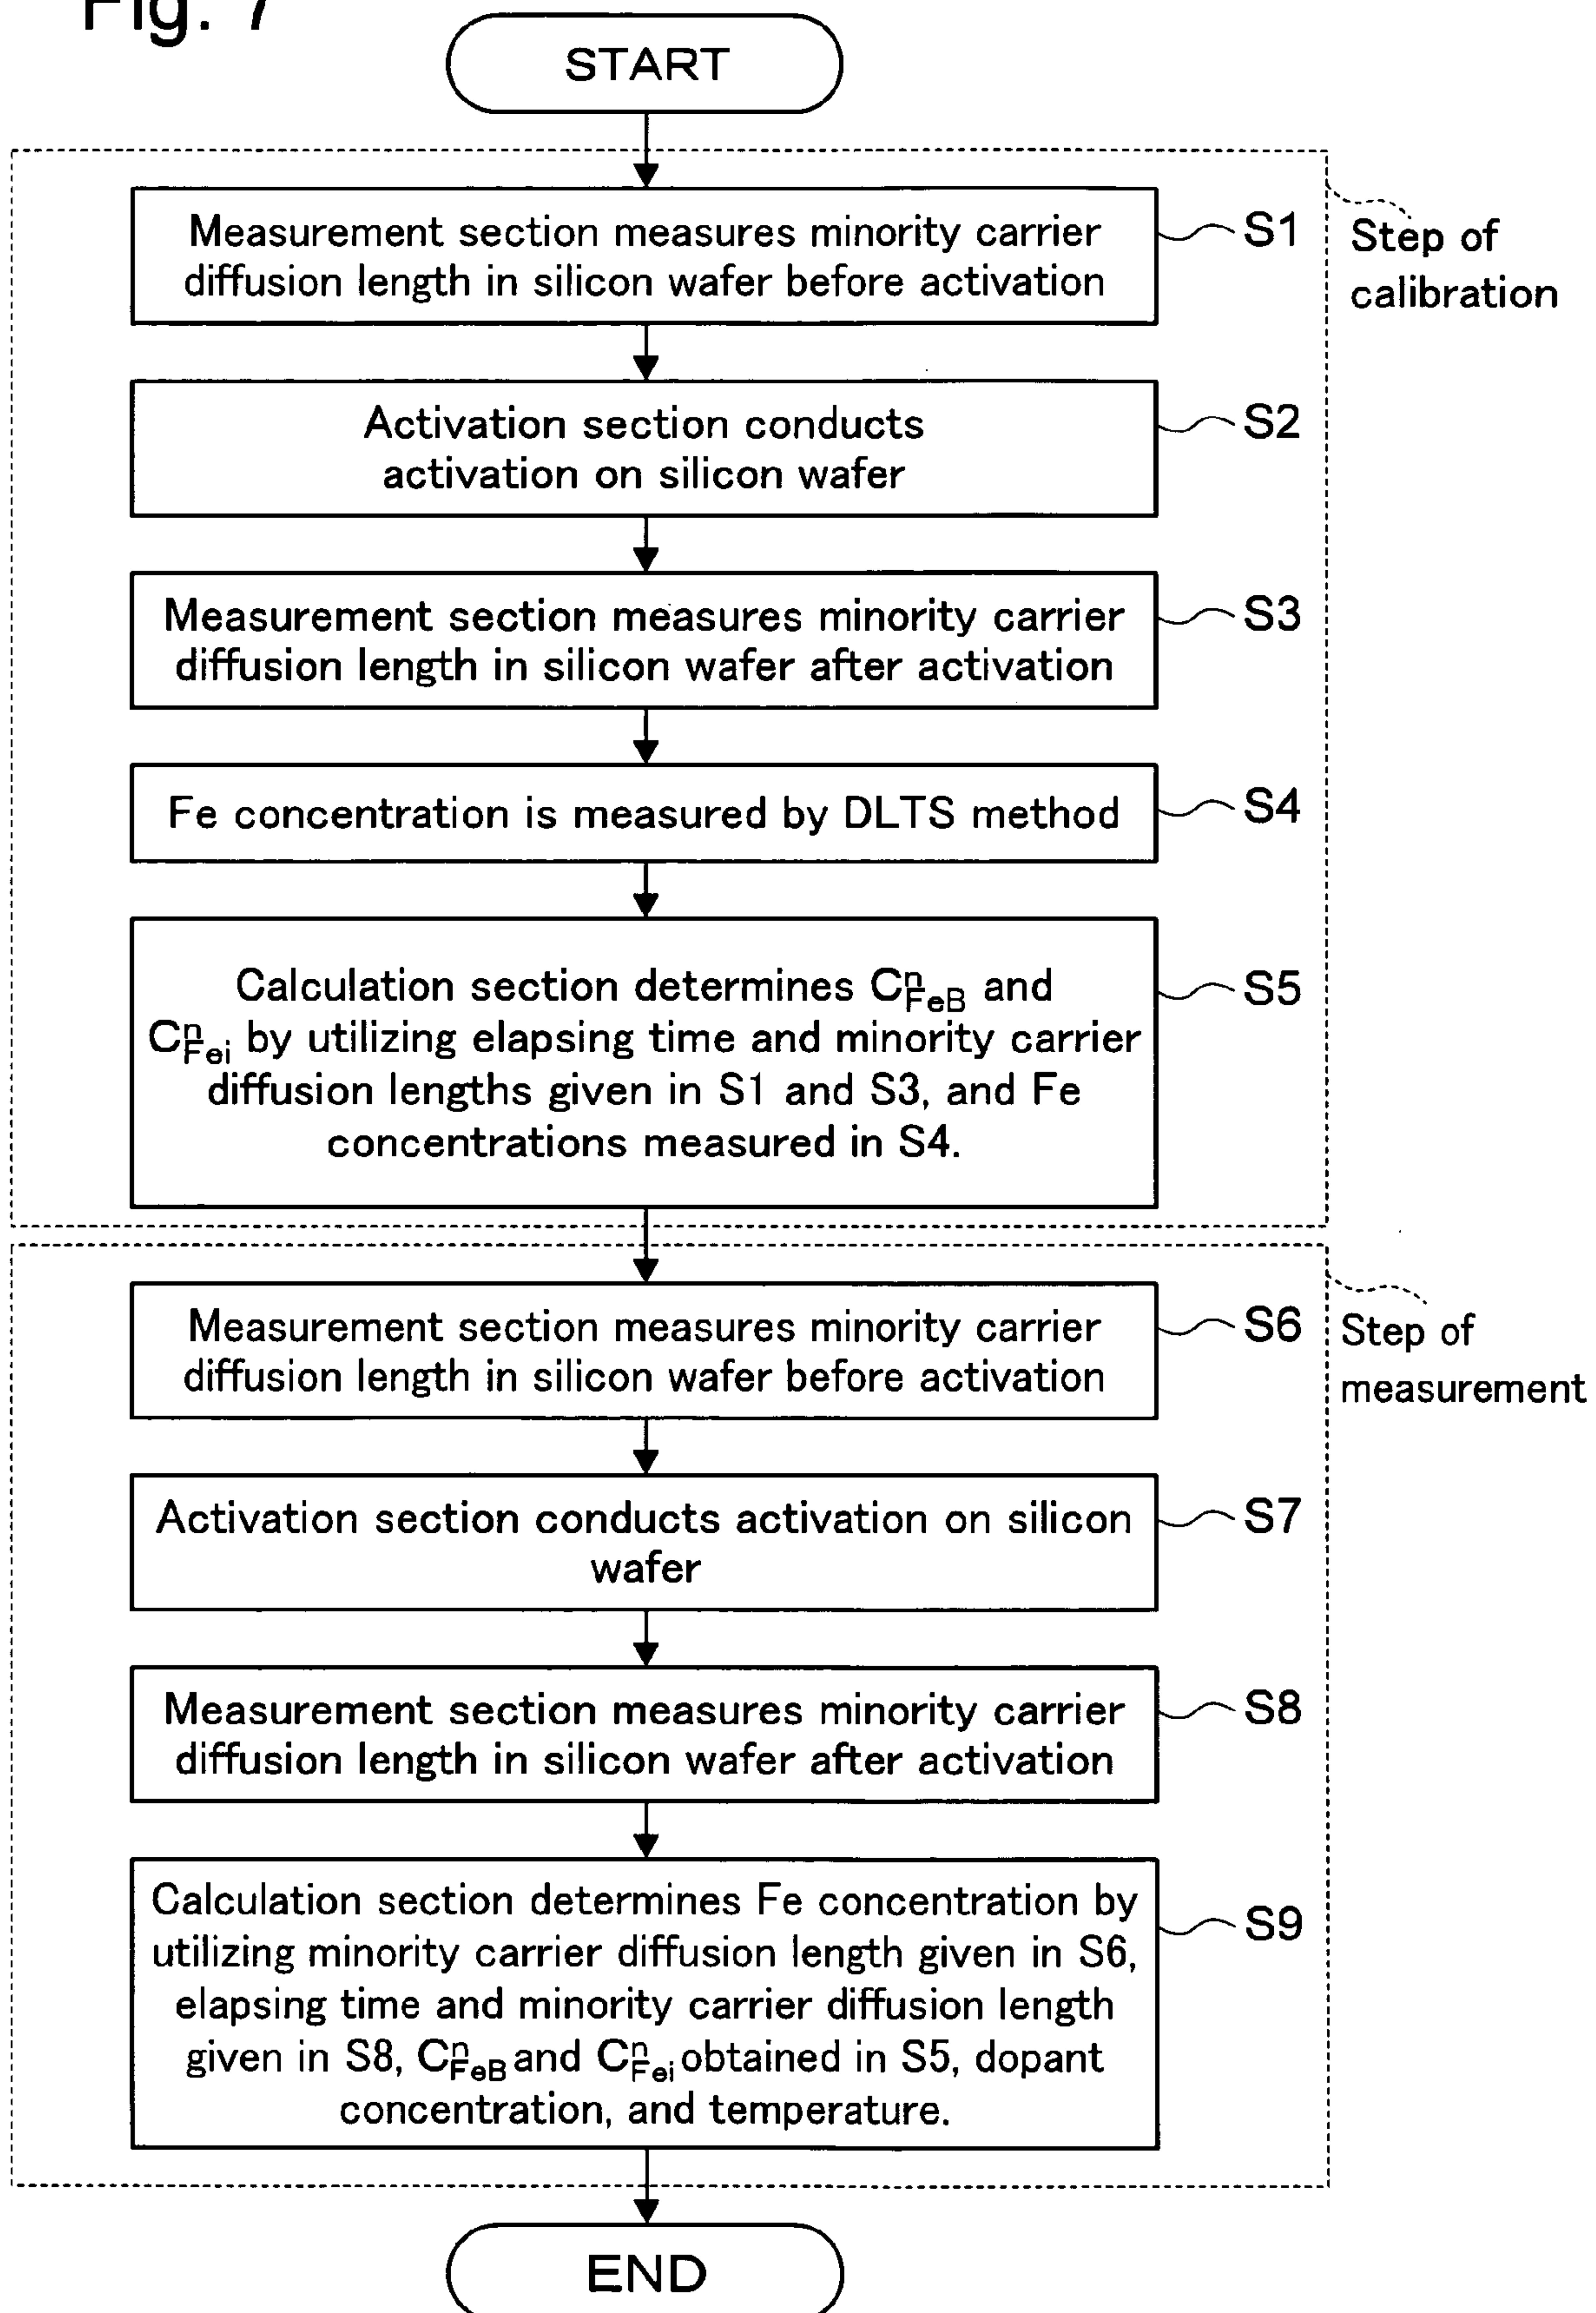 Fig. 7
START
Measurement section measures minority carrier
diffusion length in silicon wafer before activation
S1
Step of
calibration
Activation section conducts
activation on silicon wafer
S2
Measurement section measures minority carrier
diffusion length in silicon wafer after activation
S3
Fe concentration is measured by DLTS method
S4
Calculation section determines C^n_FeB and
C^n_Fei by utilizing elapsing time and minority carrier
diffusion lengths given in S1 and S3, and Fe
concentrations measured in S4.
S5
Measurement section measures minority carrier
diffusion length in silicon wafer before activation
S6
Step of
measurement
Activation section conducts activation on silicon
wafer
S7
Measurement section measures minority carrier
diffusion length in silicon wafer after activation
S8
Calculation section determines Fe concentration by
utilizing minority carrier diffusion length given in S6,
elapsing time and minority carrier diffusion length
given in S8, C^n_FeB and C^n_Fei obtained in S5, dopant
concentration, and temperature.
S9
END